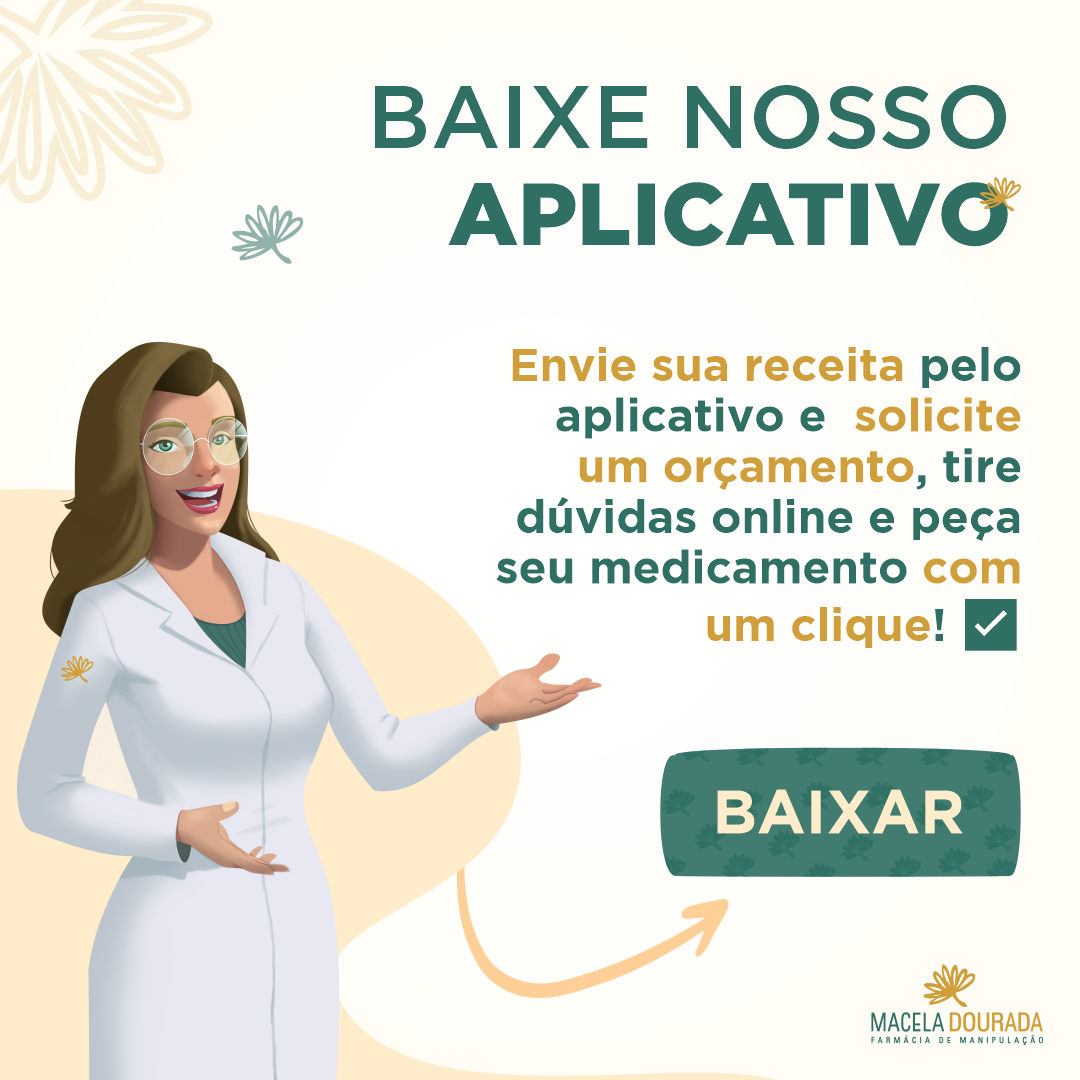 BAIXE NOSSO
APLICATIVO
Envie sua receita pelo
aplicativo e solicite
um orçamento, tire
dúvidas online e peça
seu medicamento com
um clique!
BAIXAR
MACELA DOURADA
FARMÁCIA DE MANIPULAÇÃO